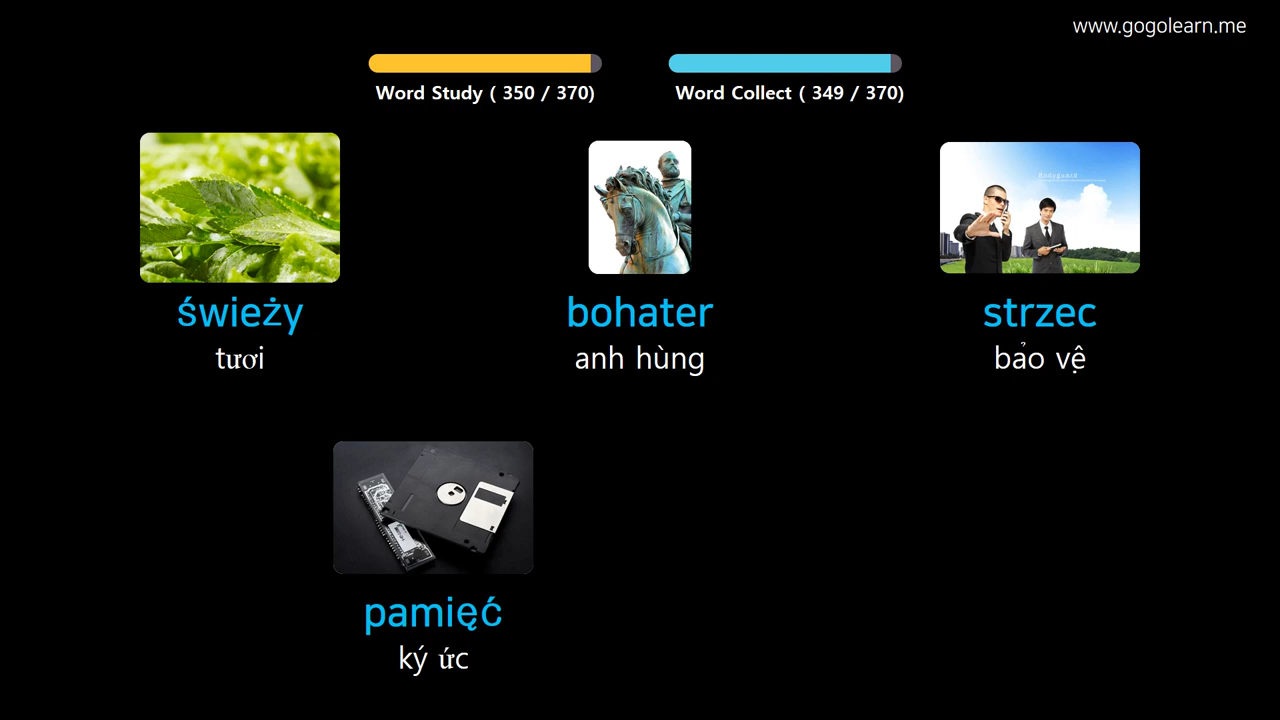 www.gogolearn.me
Word Study ( 350 / 370)
Word Collect ( 349 / 370)
świeży
tươi
bohater
anh hùng
strzec
bảo vệ
pamięć
ký ức